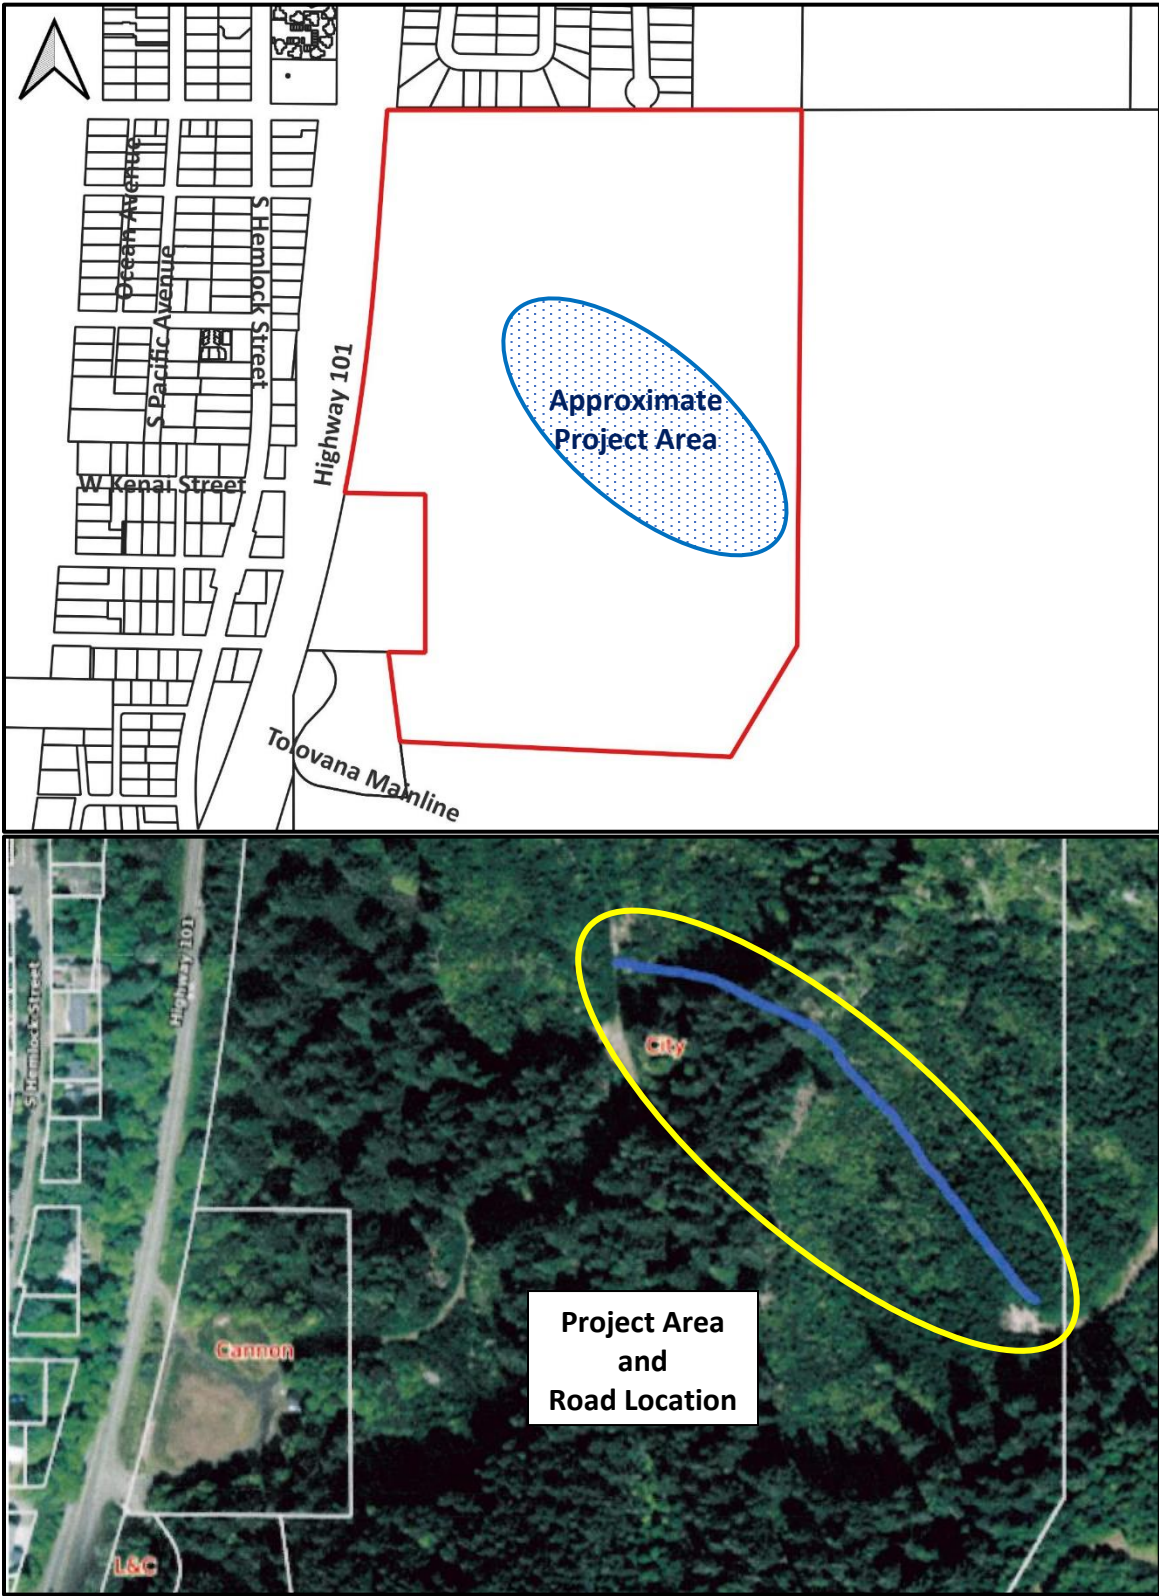 Ocean Avenue
S Pacific Avenue
S Hemlock Street
Highway 101
W Kenai Street
Approximate
Project Area
Tolovana Mainline
S Hemlock Street
Highway 101
City
Cannon
Project Area
and
Road Location
L&C